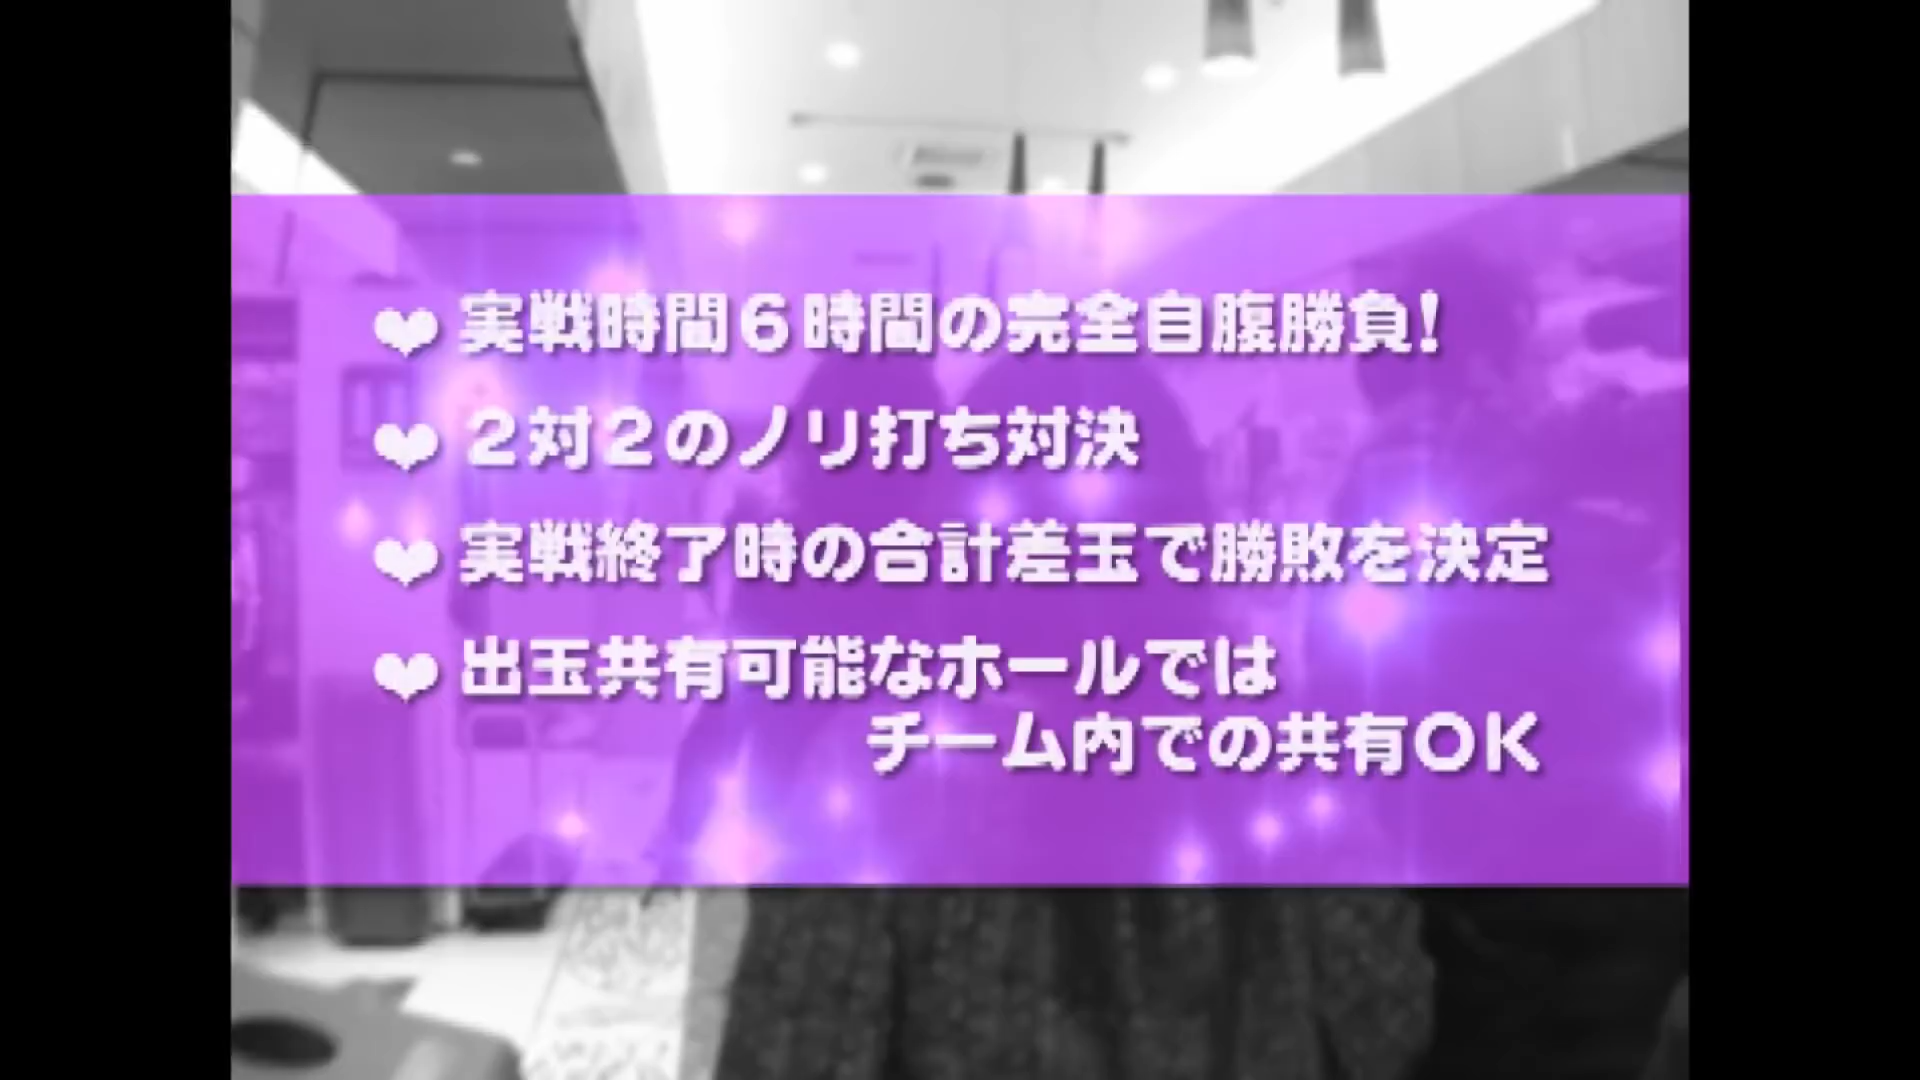 ♥ 実戦時間６時間の完全自腹勝負！
♥ ２対２のノリ打ち対決
♥ 実戦終了時の合計差玉で勝敗を決定
♥ 出玉共有可能なホールでは
チーム内での共有ＯＫ